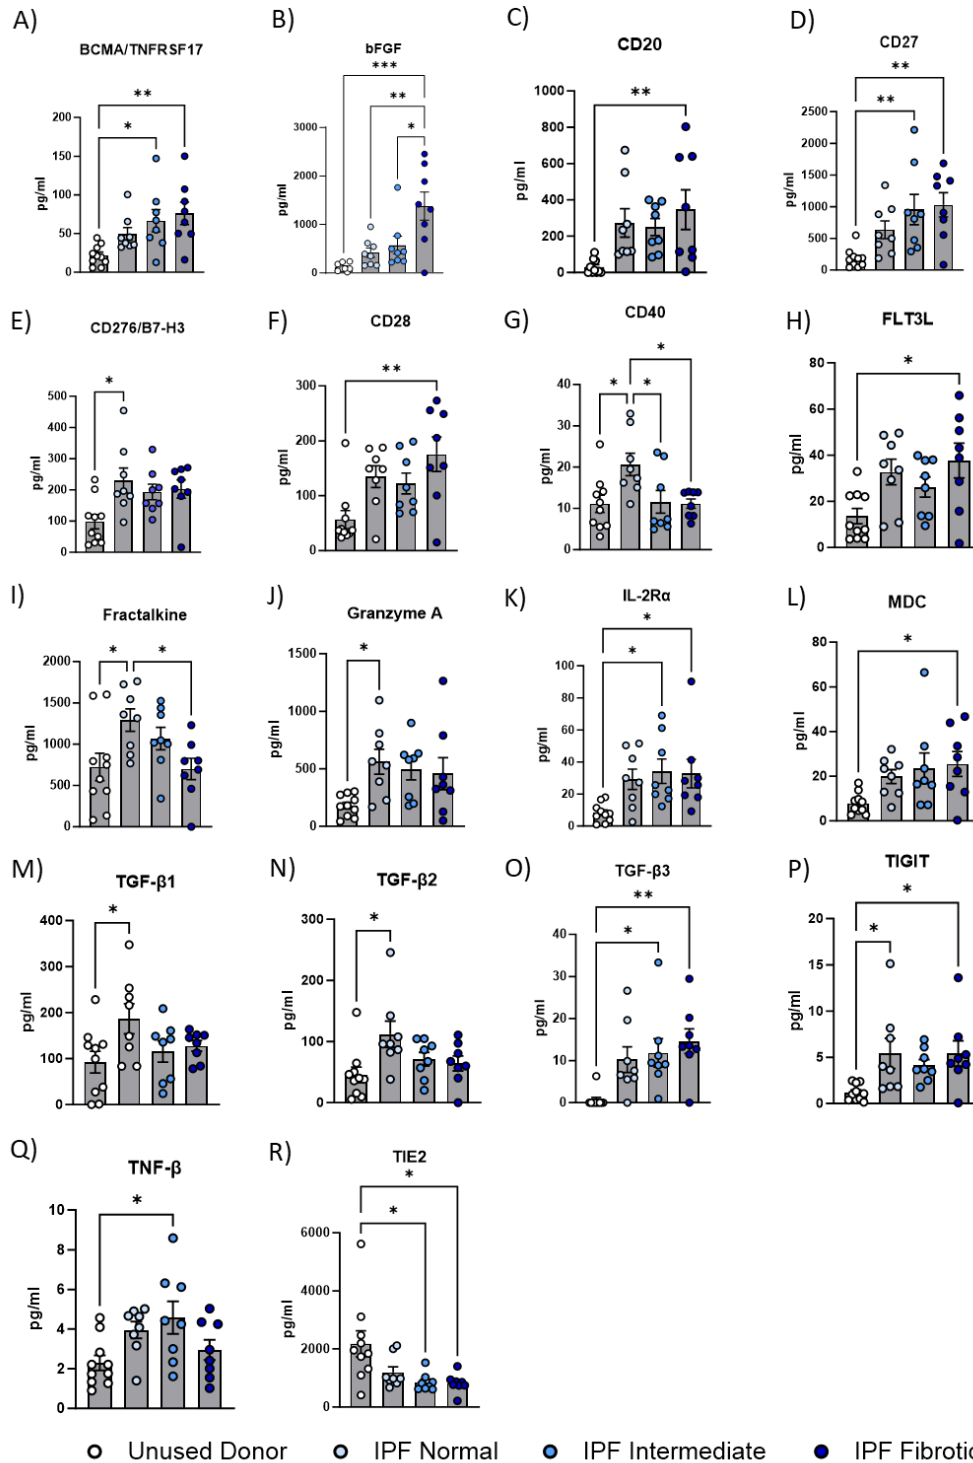 A)
BCMA/TNFRSF17
**
*
pg/ml
200
150
100
50
0
B)
bFGF
***
**
*
pg/ml
3000
2000
1000
0
C)
CD20
**
pg/ml
1000
800
600
400
200
0
D)
CD27
**
**
pg/ml
2500
2000
1500
1000
500
0
E)
CD276/B7-H3
*
pg/ml
500
400
300
200
100
0
F)
CD28
**
pg/ml
300
200
100
0
G)
CD40
*
* *
pg/ml
40
30
20
10
0
H)
FLT3L
*
pg/ml
80
60
40
20
0
I)
Fractalkine
* *
pg/ml
2000
1500
1000
500
0
J)
Granzyme A
*
pg/ml
1500
1000
500
0
K)
IL-2Rα
*
*
pg/ml
100
80
60
40
20
0
L)
MDC
*
pg/ml
80
60
40
20
0
M)
TGF-β1
*
pg/ml
400
300
200
100
0
N)
TGF-β2
*
pg/ml
300
200
100
0
O)
TGF-β3
**
*
pg/ml
40
30
20
10
0
P)
TIGIT
*
*
pg/ml
20
15
10
5
0
Q)
TNF-β
*
pg/ml
10
8
6
4
2
0
R)
TIE2
*
*
pg/ml
6000
4000
2000
0
Unused Donor IPF Normal IPF Intermediate IPF Fibrotic